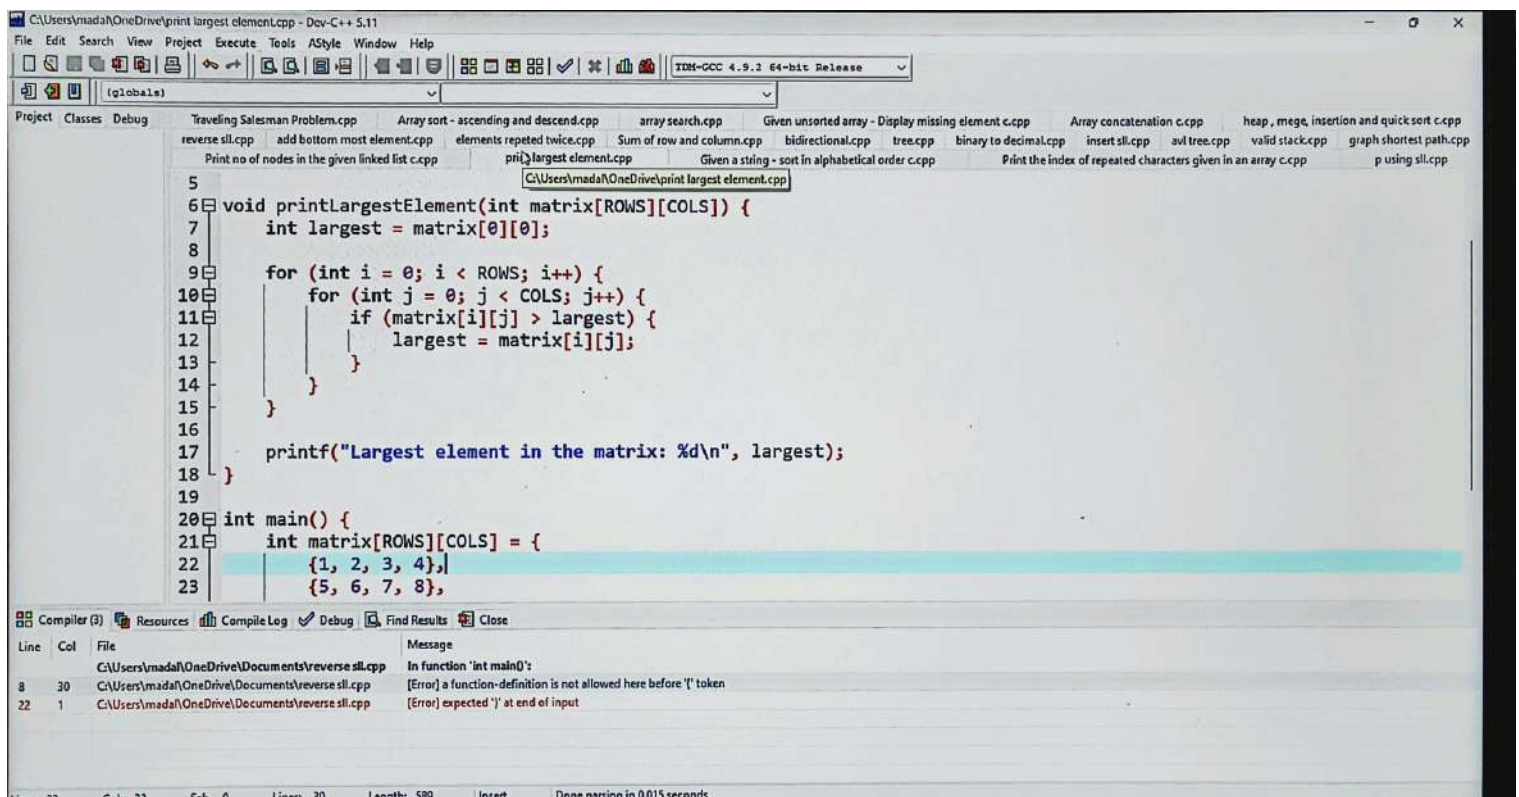 C:\Users\madal\OneDrive\print largest element.cpp - Dev-C++ 5.11
File Edit Search View Project Execute Tools AStyle Window Help
TDM-GCC 4.9.2 64-bit Release
(globals)
Project Classes Debug
Traveling Salesman Problem.cpp Array sort - ascending and descend.cpp array search.cpp Given unsorted array - Display missing element c.cpp Array concatenation c.cpp heap , mege, insertion and quick sort c.cpp
reverse sll.cpp add bottom most element.cpp elements repeted twice.cpp Sum of row and column.cpp bidirectional.cpp tree.cpp binary to decimal.cpp insert sll.cpp avl tree.cpp valid stack.cpp graph shortest path.cpp
Print no of nodes in the given linked list c.cpp print largest element.cpp Given a string - sort in alphabetical order c.cpp Print the index of repeated characters given in an array c.cpp p using sll.cpp
C:\Users\madal\OneDrive\print largest element.cpp
5
6 void printLargestElement(int matrix[ROWS][COLS]) {
7 int largest = matrix[0][0];
8
9 for (int i = 0; i < ROWS; i++) {
10 for (int j = 0; j < COLS; j++) {
11 if (matrix[i][j] > largest) {
12 largest = matrix[i][j];
13 }
14 }
15 }
16
17 printf("Largest element in the matrix: %d\n", largest);
18 }
19
20 int main() {
21 int matrix[ROWS][COLS] = {
22 {1, 2, 3, 4},
23 {5, 6, 7, 8},
Compiler (3) Resources Compile Log Debug Find Results Close
Line Col File Message
C:\Users\madal\OneDrive\Documents\reverse sll.cpp In function 'int main()':
8 30 C:\Users\madal\OneDrive\Documents\reverse sll.cpp [Error] a function-definition is not allowed here before '{' token
22 1 C:\Users\madal\OneDrive\Documents\reverse sll.cpp [Error] expected '}' at end of input
Length: 589 Insert Done parsing in 0.015 seconds